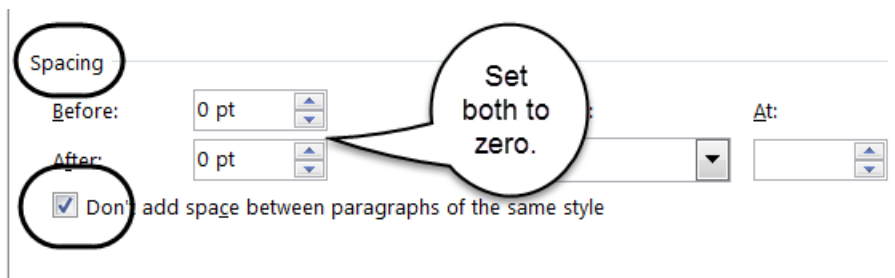 Spacing
Before: 0 pt
After: 0 pt
Set
both to
zero.
At:
Don't add space between paragraphs of the same style